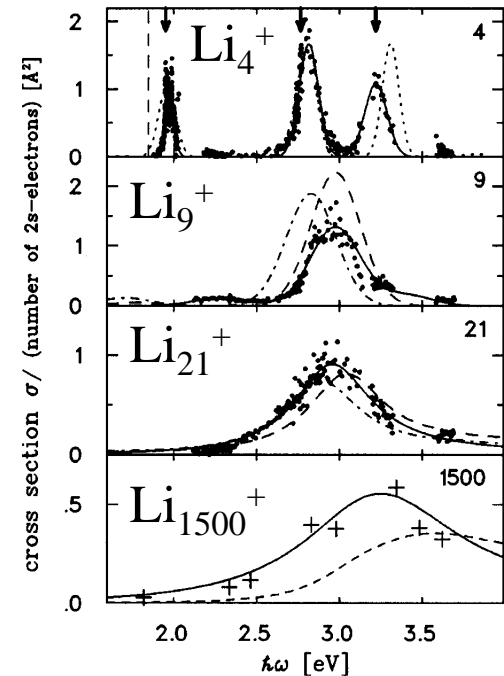 cross section σ/ (number of 2s-electrons) [Å²]
2
1
0
Li₄⁺
4
2
1
0
Li₉⁺
9
1
0
Li₂₁⁺
21
.5
.0
Li₁₅₀₀⁺
1500
2.0 2.5 3.0 3.5
ℏω [eV]